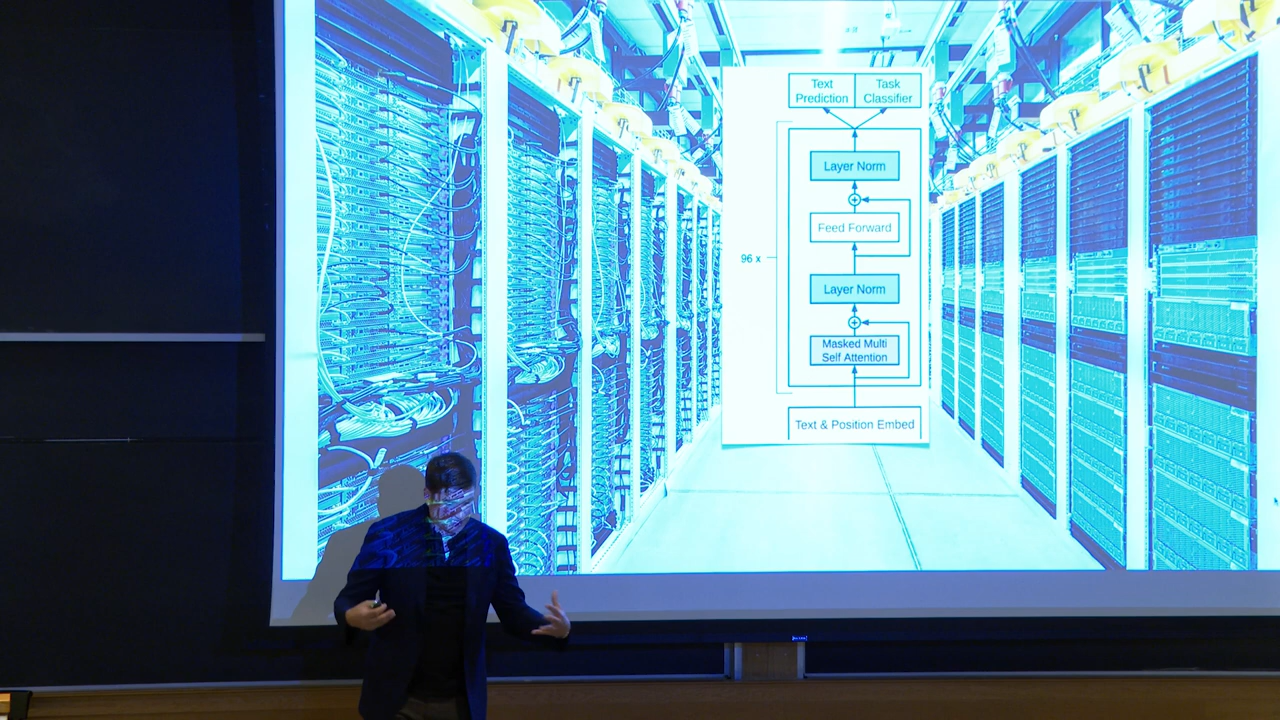 Text Task
Prediction Classifier
Layer Norm
Feed Forward
96 x
Layer Norm
Masked Multi
Self Attention
Text & Position Embed